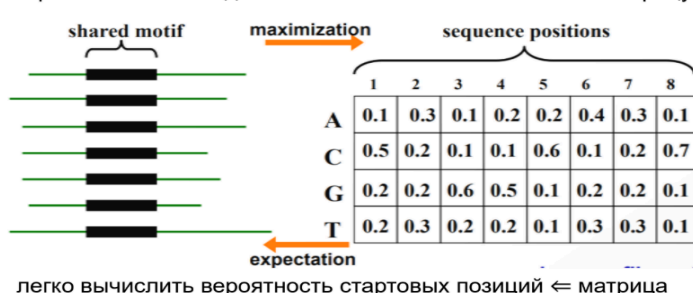 shared motif maximization sequence positions
1 2 3 4 5 6 7 8
A 0.1 0.3 0.1 0.2 0.2 0.4 0.3 0.1
C 0.5 0.2 0.1 0.1 0.6 0.1 0.2 0.7
G 0.2 0.2 0.6 0.5 0.1 0.2 0.2 0.1
T 0.2 0.3 0.2 0.2 0.1 0.3 0.3 0.1
expectation
легко вычислить вероятность стартовых позиций ⇐ матрица